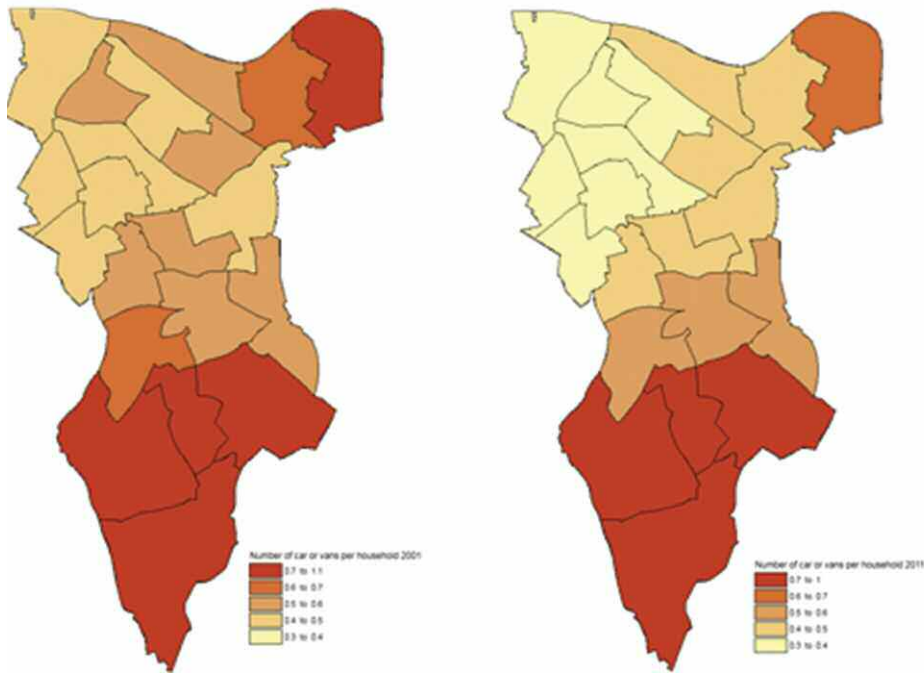 Number of car or vans per household 2001
0.7 to 1.1
0.6 to 0.7
0.5 to 0.6
0.4 to 0.5
0.3 to 0.4
Number of car or vans per household 2011
0.7 to 1
0.6 to 0.7
0.5 to 0.6
0.4 to 0.5
0.3 to 0.4